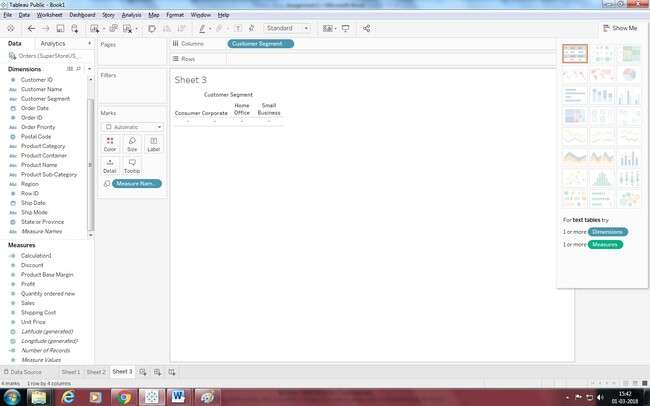 Tableau Public - Book1
File Data Worksheet Dashboard Story Analysis Map Format Window Help
Standard
Show Me
Data Analytics
Pages
Columns Customer Segment
Orders (SuperStoreUS_...
Rows
Dimensions
Filters
Customer ID
Sheet 3
Abc Customer Name
Customer Segment
Abc Customer Segment
Consumer Corporate Home Office Small Business
Order Date
Order ID
Marks
Abc Order Priority
Automatic
Postal Code
Abc Product Category
Abc Product Container
Color Size Label
Abc Product Name
Abc Product Sub-Category
Detail Tooltip
Abc Region
Row ID
Measure Nam..
Ship Date
Abc Ship Mode
State or Province
Abc Measure Names
For text tables try
1 or more Dimensions
1 or more Measures
Measures
Calculation1
Discount
Product Base Margin
Profit
Quantity ordered new
Sales
Shipping Cost
Unit Price
Latitude (generated)
Longitude (generated)
Number of Records
Measure Values
Data Source Sheet 1 Sheet 2 Sheet 3
4 marks 1 row by 4 columns
15:42
01-03-2018